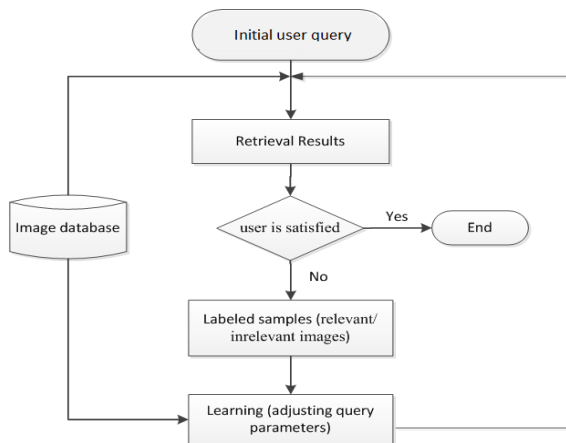 Initial user query
Retrieval Results
Image database
user is satisfied
Yes
End
No
Labeled samples (relevant/
inrelevant images)
Learning (adjusting query
parameters)